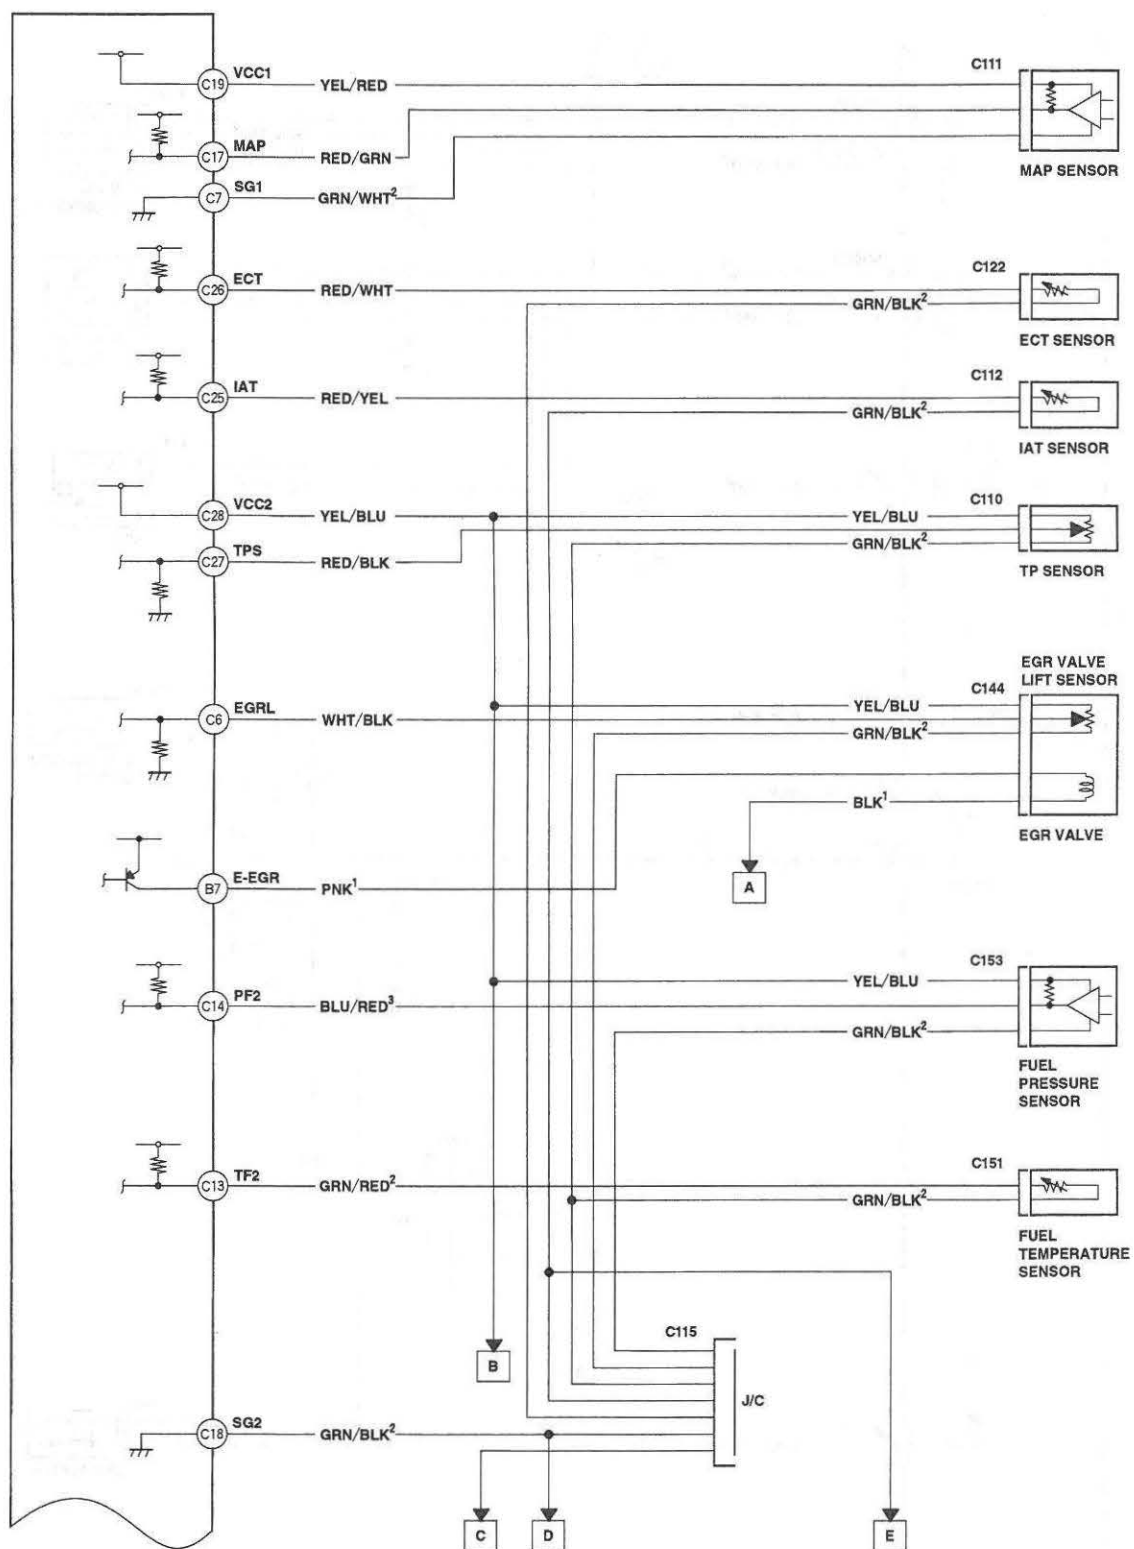 C19 VCC1 YEL/RED C111
MAP SENSOR
C17 MAP RED/GRN
C7 SG1 GRN/WHT²
C26 ECT RED/WHT C122
GRN/BLK²
ECT SENSOR
C25 IAT RED/YEL C112
GRN/BLK²
IAT SENSOR
C28 VCC2 YEL/BLU YEL/BLU C110
C27 TPS RED/BLK GRN/BLK²
TP SENSOR
EGR VALVE
LIFT SENSOR
C144
YEL/BLU
C6 EGRL WHT/BLK GRN/BLK²
BLK¹
EGR VALVE
B7 E-EGR PNK¹ A
C153
YEL/BLU
C14 PF2 BLU/RED³
GRN/BLK²
FUEL
PRESSURE
SENSOR
C13 TF2 GRN/RED² C151
GRN/BLK²
FUEL
TEMPERATURE
SENSOR
C115
B
J/C
C18 SG2 GRN/BLK²
C D E